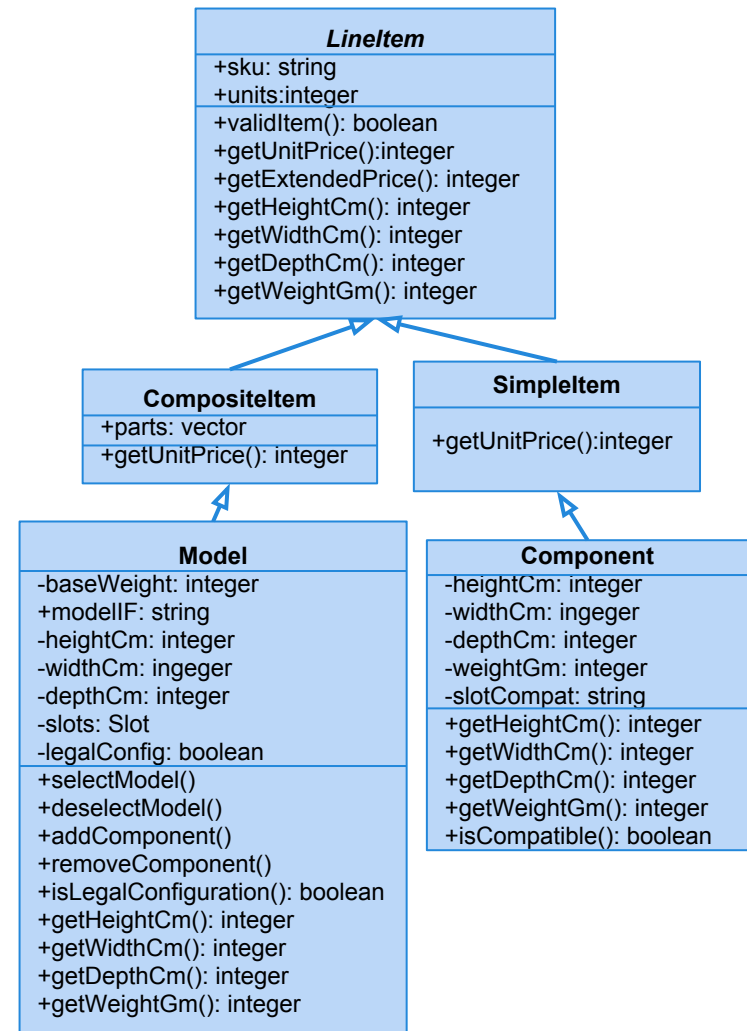 LineItem
+sku: string
+units:integer
+validItem(): boolean
+getUnitPrice():integer
+getExtendedPrice(): integer
+getHeightCm(): integer
+getWidthCm(): integer
+getDepthCm(): integer
+getWeightGm(): integer
CompositeItem
+parts: vector
+getUnitPrice(): integer
SimpleItem
+getUnitPrice():integer
Model
-baseWeight: integer
+modelIF: string
-heightCm: integer
-widthCm: ingeger
-depthCm: integer
-slots: Slot
-legalConfig: boolean
+selectModel()
+deselectModel()
+addComponent()
+removeComponent()
+isLegalConfiguration(): boolean
+getHeightCm(): integer
+getWidthCm(): integer
+getDepthCm(): integer
+getWeightGm(): integer
Component
-heightCm: integer
-widthCm: ingeger
-depthCm: integer
-weightGm: integer
-slotCompat: string
+getHeightCm(): integer
+getWidthCm(): integer
+getDepthCm(): integer
+getWeightGm(): integer
+isCompatible(): boolean